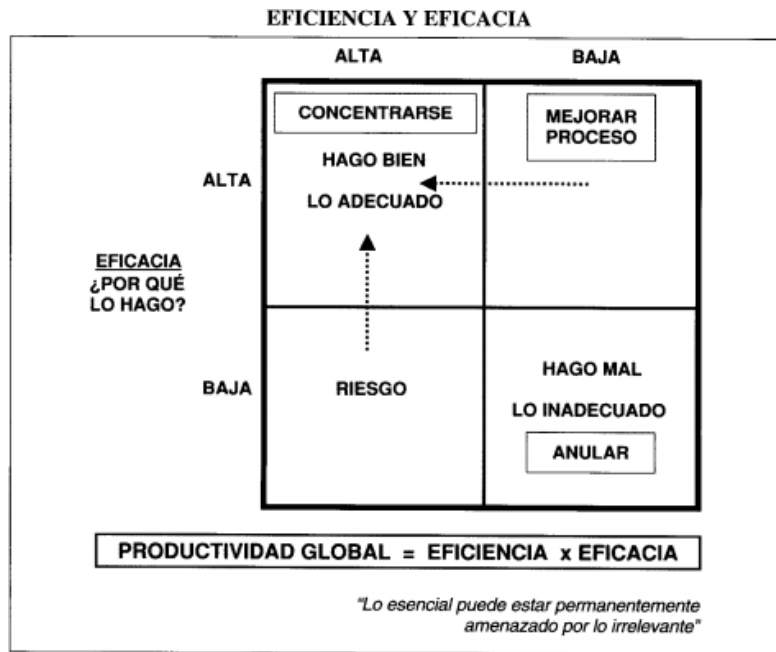 EFICIENCIA Y EFICACIA
ALTA
BAJA
CONCENTRARSE
HAGO BIEN
LO ADECUADO
MEJORAR
PROCESO
ALTA
EFICACIA
¿POR QUÉ
LO HAGO?
BAJA
RIESGO
HAGO MAL
LO INADECUADO
ANULAR
PRODUCTIVIDAD GLOBAL = EFICIENCIA x EFICACIA
"Lo esencial puede estar permanentemente
amenazado por lo irrelevante"